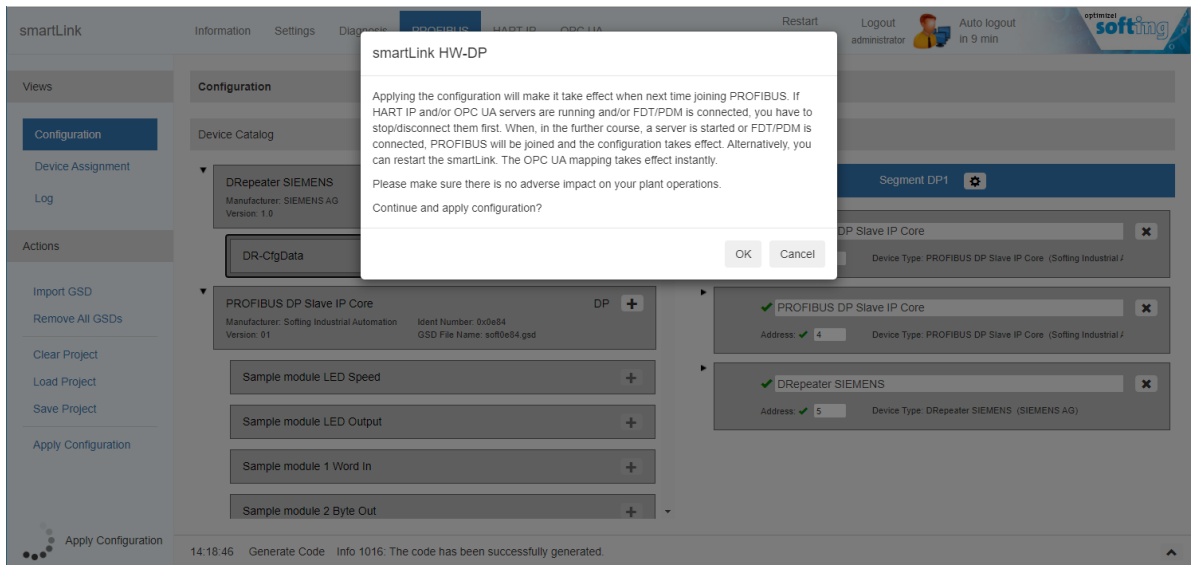 smartLink
Information Settings Diagnosis PROFIBUS HART IP OPC UA
Restart
Logout
administrator
Auto logout
in 9 min
optimize!
softing
Views
Configuration
Device Assignment
Log
Actions
Import GSD
Remove All GSDs
Clear Project
Load Project
Save Project
Apply Configuration
Apply Configuration
Configuration
Device Catalog
DRepeater SIEMENS
Manufacturer: SIEMENS AG
Version: 1.0
DR-CfgData
PROFIBUS DP Slave IP Core DP
Manufacturer: Softing Industrial Automation Ident Number: 0x0e84
Version: 01 GSD File Name: soft0e84.gsd
Sample module LED Speed
Sample module LED Output
Sample module 1 Word In
Sample module 2 Byte Out
smartLink HW-DP
Applying the configuration will make it take effect when next time joining PROFIBUS. If
HART IP and/or OPC UA servers are running and/or FDT/PDM is connected, you have to
stop/disconnect them first. When, in the further course, a server is started or FDT/PDM is
connected, PROFIBUS will be joined and the configuration takes effect. Alternatively, you
can restart the smartLink. The OPC UA mapping takes effect instantly.
Please make sure there is no adverse impact on your plant operations.
Continue and apply configuration?
OK Cancel
Segment DP1
DP Slave IP Core
Device Type: PROFIBUS DP Slave IP Core (Softing Industrial
PROFIBUS DP Slave IP Core
Address: 4 Device Type: PROFIBUS DP Slave IP Core (Softing Industrial
DRepeater SIEMENS
Address: 5 Device Type: DRepeater SIEMENS (SIEMENS AG)
14:18:46 Generate Code Info 1016: The code has been successfully generated.